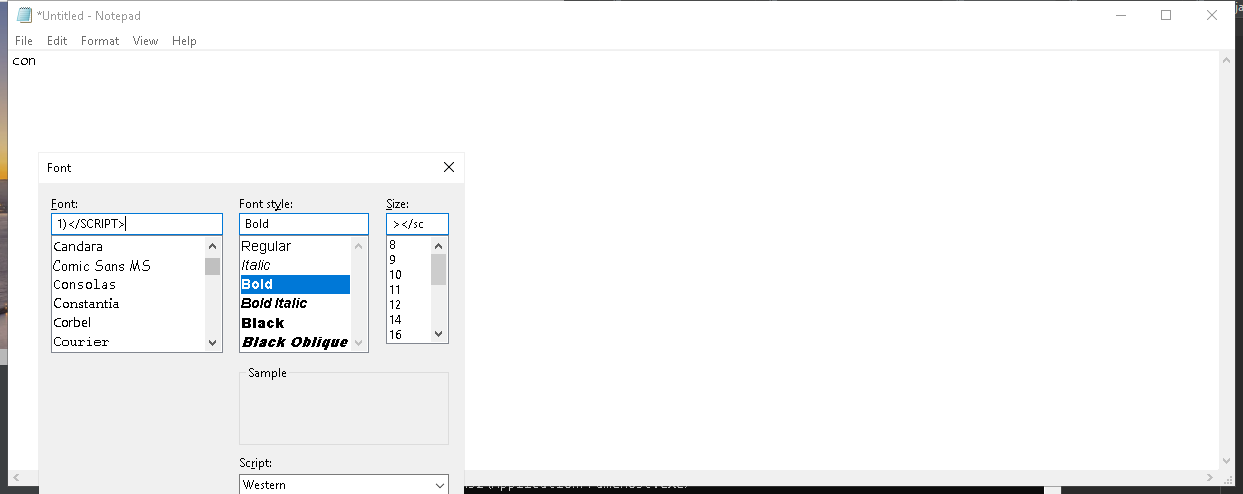 *Untitled - Notepad
File Edit Format View Help
con
Font
Font: Font style: Size:
1)</SCRIPT> Bold ></sc
Candara Regular 8
Comic Sans MS Italic 9
Consolas Bold 10
Constantia Bold Italic 11
Corbel Black 12
Courier Black Oblique 14
16
Sample
Script:
Western